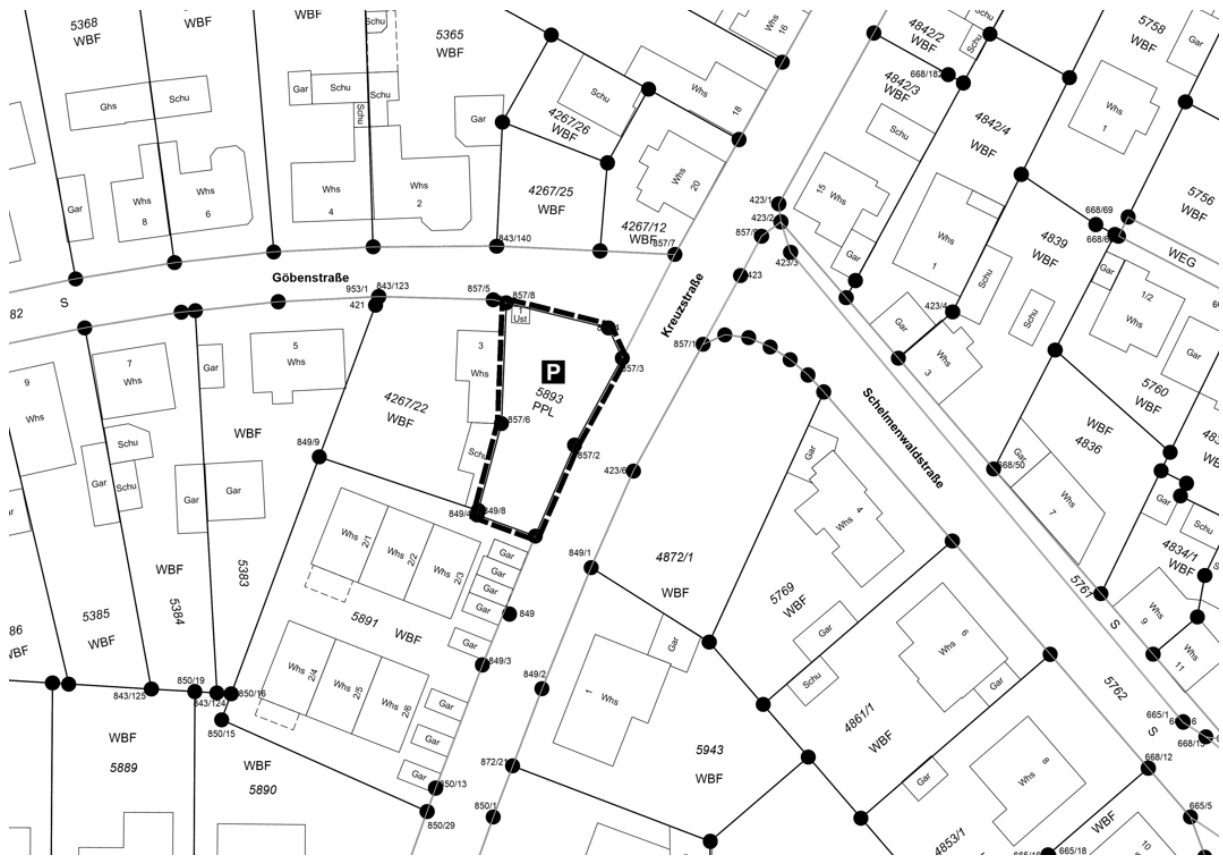 5368
WBF
WBF
Schu
5365
WBF
Whs
16
4842/2
WBF
Schu
5758
WBF
Gar
Ghs
Schu
Gar
Schu
Schu
Schu
Gar
Schu
Whs
18
668/182
4842/3
WBF
Schu
4842/4
WBF
Whs
1
4267/26
WBF
Gar
Whs
8
Whs
6
Whs
4
Whs
2
4267/25
WBF
Whs
20
4267/12
WBF
843/140
857/7
423/1
423/2
857/9
423/3
423
15
Whs
Gar
Whs
1
4839
WBF
668/69
5756
WBF
WEG
Göbenstraße
Kreuzstraße
S
82
953/1
843/123
421
857/5
857/8
1
Ust
857/3
857/1
Gar
423/4
Schu
Schu
Gar
1/2
Whs
Gar
Whs
3
9
Whs
7
Whs
Gar
5
Whs
3
Whs
P
5893
PPL
4267/22
WBF
857/6
857/2
Schelmenwaldstraße
5760
WBF
WBF
4836
WBF
Gar
Schu
Schu
Gar
Gar
WBF
849/9
Schu
849/4
849/8
423/6
Gar
Whs
4
668/50
Gar
Whs
7
Gar
Schu
4834/1
WBF
Whs
2/1
Whs
2/2
Whs
2/3
Gar
Gar
Gar
Gar
849/1
4872/1
WBF
5769
WBF
5761
S
Whs
9
Whs
11
WBF
5385
WBF
5384
5383
5891
WBF
849
Gar
849/3
Gar
Gar
Schu
Whs
Gar
Whs
2/4
Whs
2/5
Whs
2/6
Gar
Gar
Gar
849/2
1
Whs
4861/1
WBF
5762
S
665/1
668/12
843/125
850/19
843/124
850/16
850/15
WBF
5889
WBF
5890
850/13
850/29
872/21
850/1
5943
WBF
Gar
Whs
8
665/5
4853/1
WBF
665/18
10
Whs